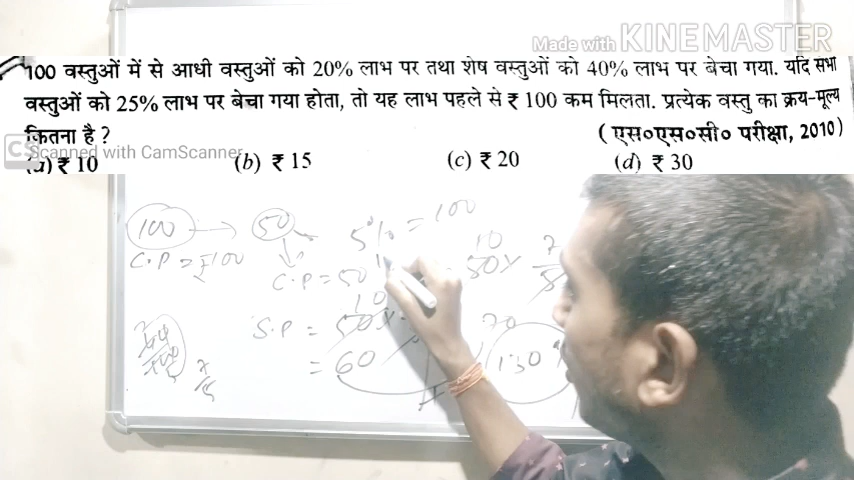 Made with KINEMASTER
100 वस्तुओं में से आधी वस्तुओं को 20% लाभ पर तथा शेष वस्तुओं को 40% लाभ पर बेचा गया. यदि सभी
वस्तुओं को 25% लाभ पर बेचा गया होता, तो यह लाभ पहले से ₹ 100 कम मिलता. प्रत्येक वस्तु का क्रय-मूल्य
कितना है ?
(एस०एस०सी० परीक्षा, 2010)
CS Scanned with CamScanner
(a) ₹ 10 (b) ₹ 15 (c) ₹ 20 (d) ₹ 30
100 → 50 5% = 100
C.P = ₹100
C.P = 50
S.P = 50x
= 60 130